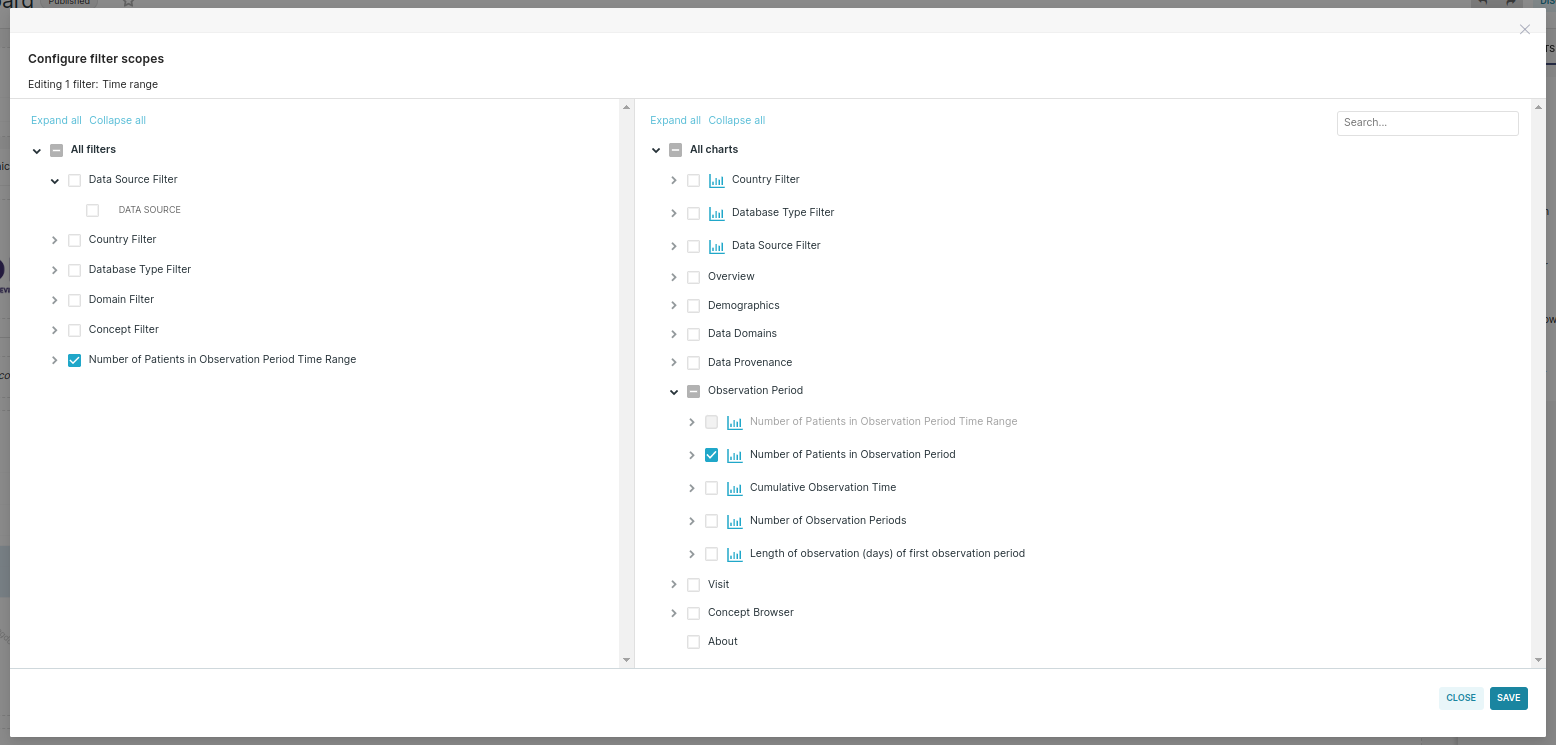 Published
Configure filter scopes
Editing 1 filter: Time range
Expand all Collapse all
All filters
Data Source Filter
DATA SOURCE
Country Filter
Database Type Filter
Domain Filter
Concept Filter
Number of Patients in Observation Period Time Range
Expand all Collapse all
Search...
All charts
Country Filter
Database Type Filter
Data Source Filter
Overview
Demographics
Data Domains
Data Provenance
Observation Period
Number of Patients in Observation Period Time Range
Number of Patients in Observation Period
Cumulative Observation Time
Number of Observation Periods
Length of observation (days) of first observation period
Visit
Concept Browser
About
CLOSE SAVE